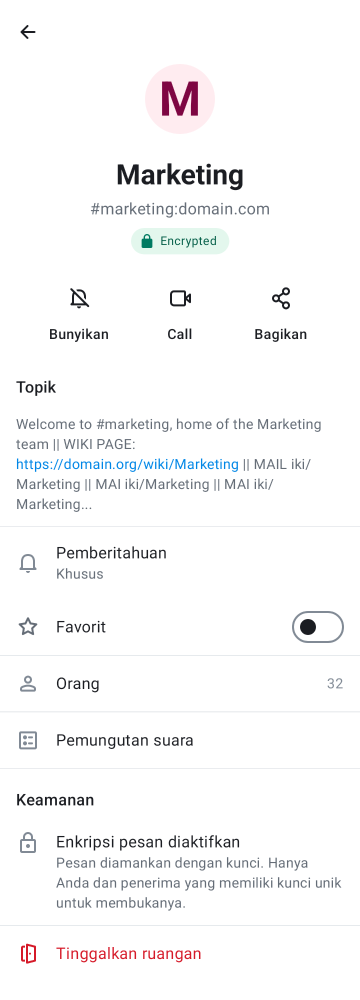 M
Marketing
#marketing:domain.com
Encrypted
Bunyikan
Call
Bagikan
Topik
Welcome to #marketing, home of the Marketing
team || WIKI PAGE:
https://domain.org/wiki/Marketing || MAIL iki/
Marketing || MAI iki/Marketing || MAI iki/
Marketing...
Pemberitahuan
Khusus
Favorit
Orang 32
Pemungutan suara
Keamanan
Enkripsi pesan diaktifkan
Pesan diamankan dengan kunci. Hanya
Anda dan penerima yang memiliki kunci unik
untuk membukanya.
Tinggalkan ruangan